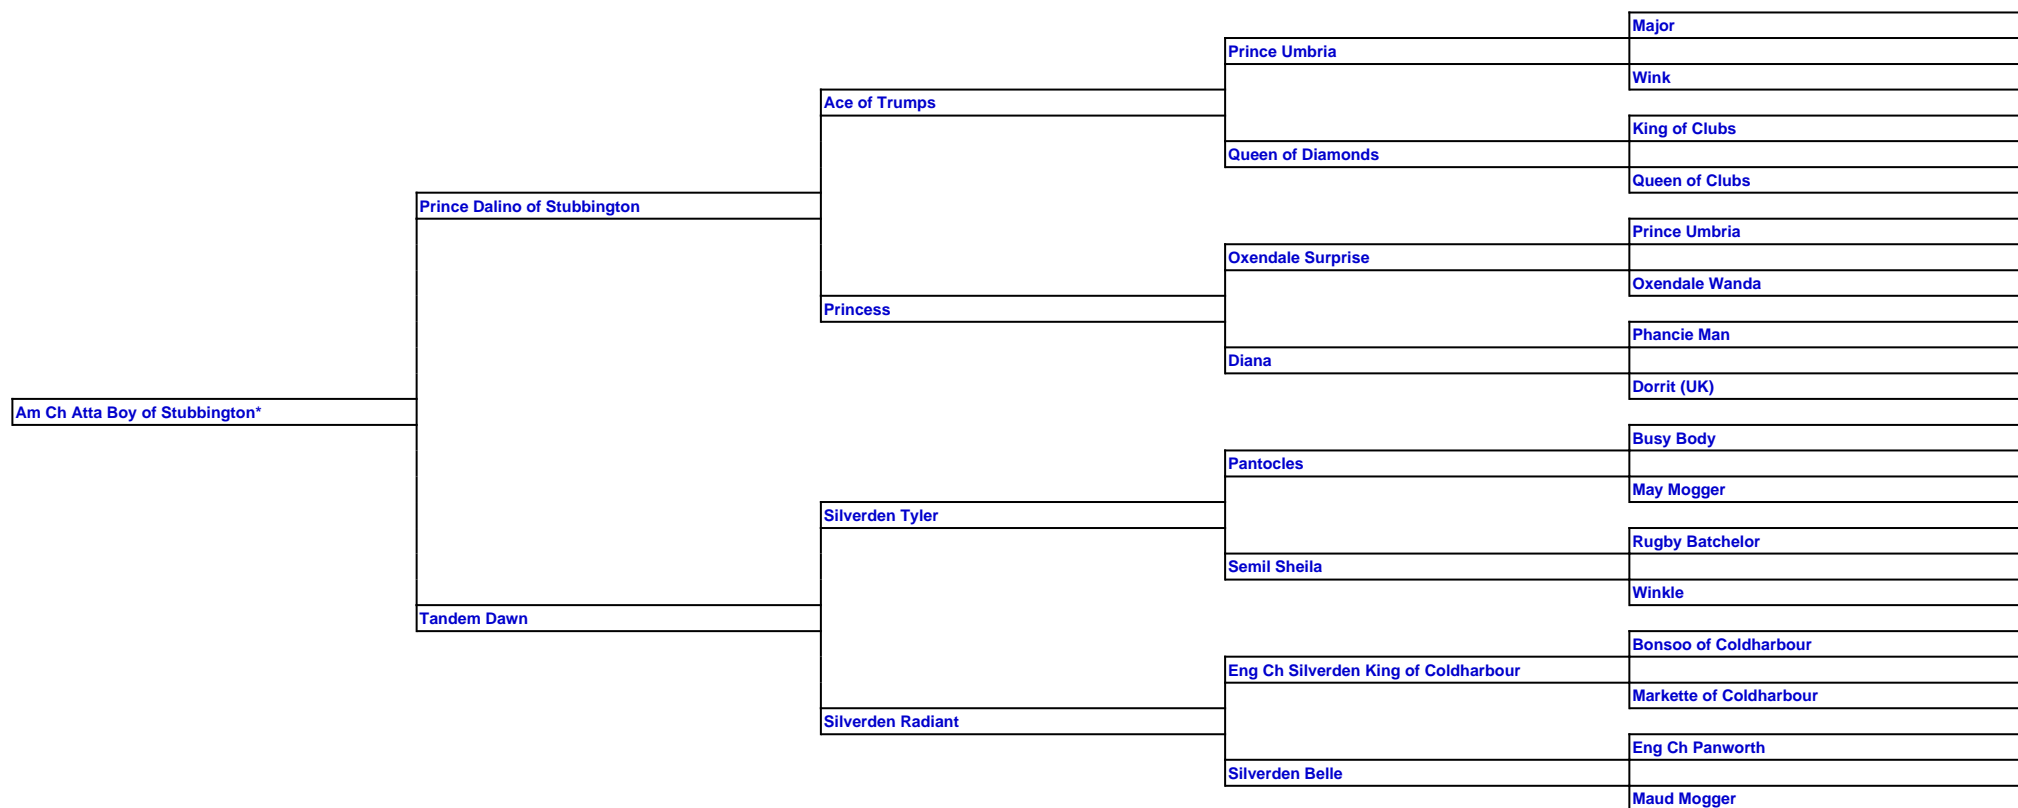 Major
Prince Umbria
Wink
Ace of Trumps
King of Clubs
Queen of Diamonds
Queen of Clubs
Prince Dalino of Stubbington
Prince Umbria
Oxendale Surprise
Oxendale Wanda
Princess
Phancie Man
Diana
Dorrit (UK)
Am Ch Atta Boy of Stubbington*
Busy Body
Pantocles
May Mogger
Silverden Tyler
Rugby Batchelor
Semil Sheila
Winkle
Tandem Dawn
Bonsoo of Coldharbour
Eng Ch Silverden King of Coldharbour
Markette of Coldharbour
Silverden Radiant
Eng Ch Panworth
Silverden Belle
Maud Mogger